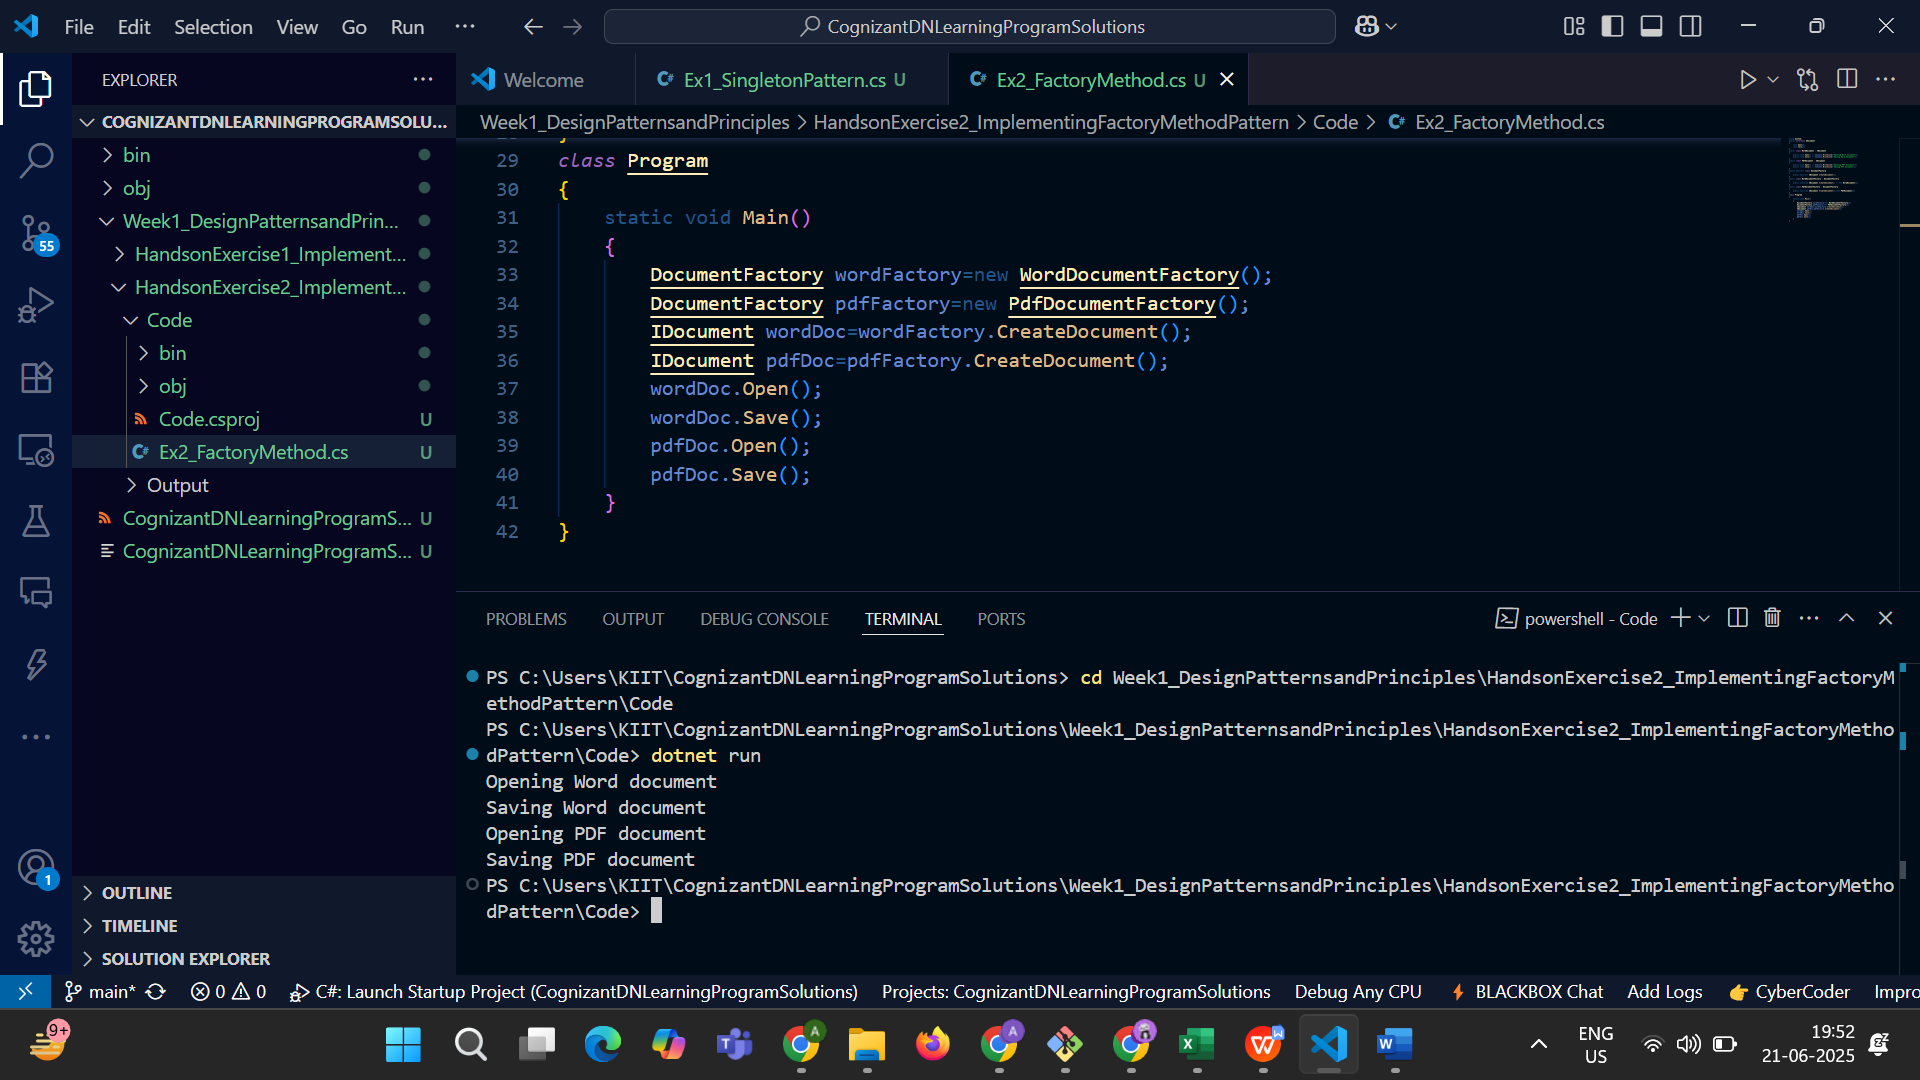 File Edit Selection View Go Run ··· CognizantDNLearningProgramSolutions
EXPLORER ···
Welcome Ex1_SingletonPattern.cs U Ex2_FactoryMethod.cs U
COGNIZANTDNLEARNINGPROGRAMSOLU...
Week1_DesignPatternsandPrinciples > HandsonExercise2_ImplementingFactoryMethodPattern > Code > C# Ex2_FactoryMethod.cs
bin
obj
Week1_DesignPatternsandPrin...
HandsonExercise1_Implement...
HandsonExercise2_Implement...
Code
bin
obj
Code.csproj U
C# Ex2_FactoryMethod.cs U
Output
CognizantDNLearningProgramS... U
CognizantDNLearningProgramS... U
55
1
OUTLINE
TIMELINE
SOLUTION EXPLORER
29 class Program
30 {
31 static void Main()
32 {
33 DocumentFactory wordFactory=new WordDocumentFactory();
34 DocumentFactory pdfFactory=new PdfDocumentFactory();
35 IDocument wordDoc=wordFactory.CreateDocument();
36 IDocument pdfDoc=pdfFactory.CreateDocument();
37 wordDoc.Open();
38 wordDoc.Save();
39 pdfDoc.Open();
40 pdfDoc.Save();
41 }
42 }
PROBLEMS OUTPUT DEBUG CONSOLE TERMINAL PORTS powershell - Code
PS C:\Users\KIIT\CognizantDNLearningProgramSolutions> cd Week1_DesignPatternsandPrinciples\HandsonExercise2_ImplementingFactoryM
ethodPattern\Code
PS C:\Users\KIIT\CognizantDNLearningProgramSolutions\Week1_DesignPatternsandPrinciples\HandsonExercise2_ImplementingFactoryMetho
dPattern\Code> dotnet run
Opening Word document
Saving Word document
Opening PDF document
Saving PDF document
PS C:\Users\KIIT\CognizantDNLearningProgramSolutions\Week1_DesignPatternsandPrinciples\HandsonExercise2_ImplementingFactoryMetho
dPattern\Code>
main* 0 0 C#: Launch Startup Project (CognizantDNLearningProgramSolutions) Projects: CognizantDNLearningProgramSolutions Debug Any CPU BLACKBOX Chat Add Logs CyberCoder Impro
9+
ENG
US
19:52
21-06-2025